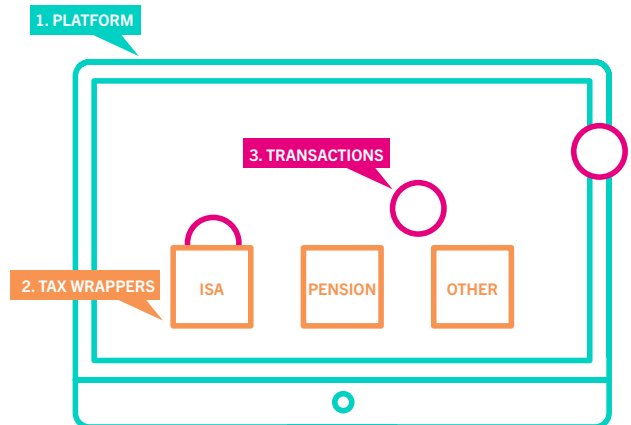 1. PLATFORM
3. TRANSACTIONS
2. TAX WRAPPERS
ISA
PENSION
OTHER